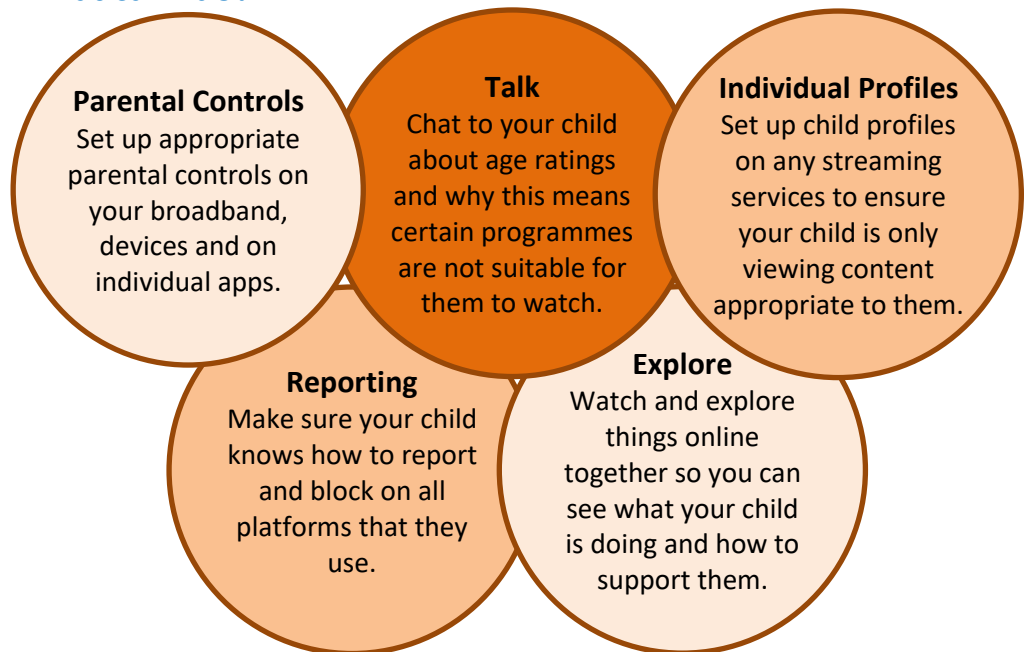 Parental Controls
Set up appropriate
parental controls on
your broadband,
devices and on
individual apps.
Talk
Chat to your child
about age ratings
and why this means
certain programmes
are not suitable for
them to watch.
Individual Profiles
Set up child profiles
on any streaming
services to ensure
your child is only
viewing content
appropriate to them.
Reporting
Make sure your child
knows how to report
and block on all
platforms that they
use.
Explore
Watch and explore
things online
together so you can
see what your child
is doing and how to
support them.